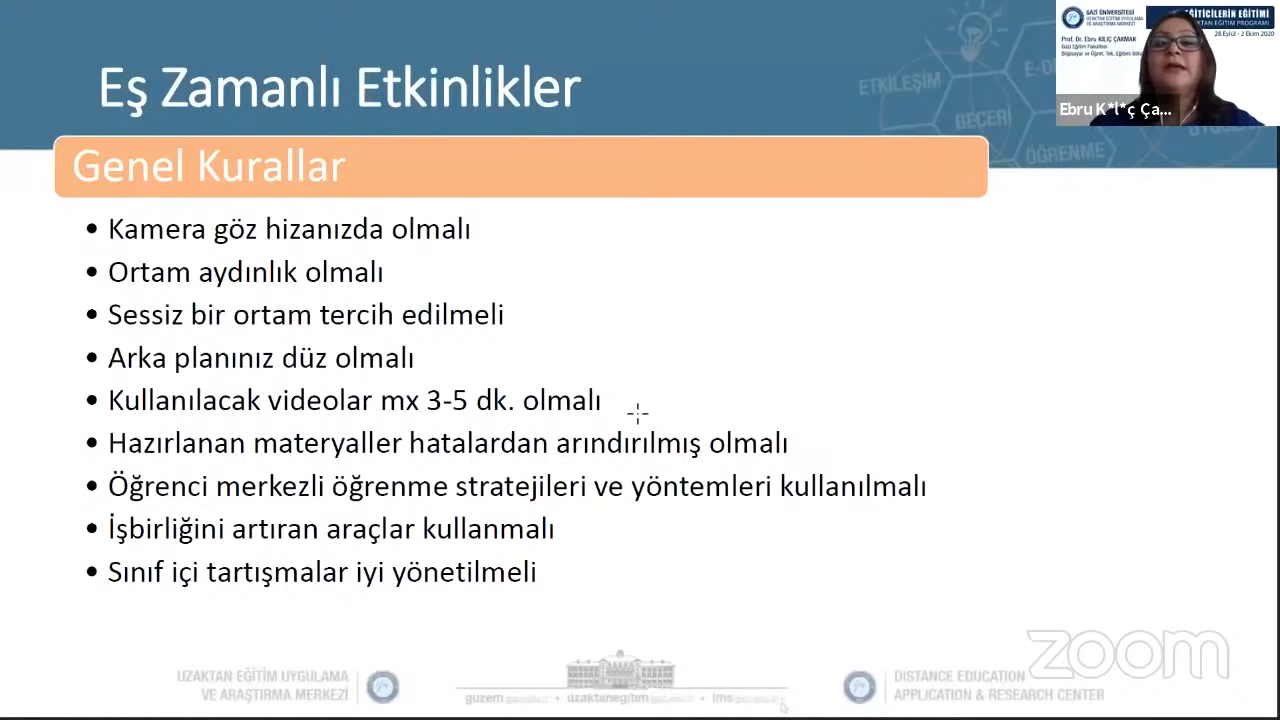 Eş Zamanlı Etkinlikler
Genel Kurallar
• Kamera göz hizanızda olmalı
• Ortam aydınlık olmalı
• Sessiz bir ortam tercih edilmeli
• Arka planınız düz olmalı
• Kullanılacak videolar mx 3-5 dk. olmalı
• Hazırlanan materyaller hatalardan arındırılmış olmalı
• Öğrenci merkezli öğrenme stratejileri ve yöntemleri kullanılmalı
• İşbirliğini artıran araçlar kullanmalı
• Sınıf içi tartışmalar iyi yönetilmeli
ETKİLEŞİM
BECERİ
ÖĞRENME
GAZİ ÜNİVERSİTESİ
UZAKTAN EĞİTİM UYGULAMA
VE ARAŞTIRMA MERKEZİ
EĞİTİCİLERİN EĞİTİMİ
EĞİTİM PROGRAMI
28 Eylül - 2 Ekim 2020
Prof. Dr. Ebru KILIÇ ÇAKMAK
Gazi Eğitim Fakültesi
Ebru K*l*ç Ça...
UZAKTAN EĞİTİM UYGULAMA
VE ARAŞTIRMA MERKEZİ
DISTANCE EDUCATION
APPLICATION & RESEARCH CENTER
zoom